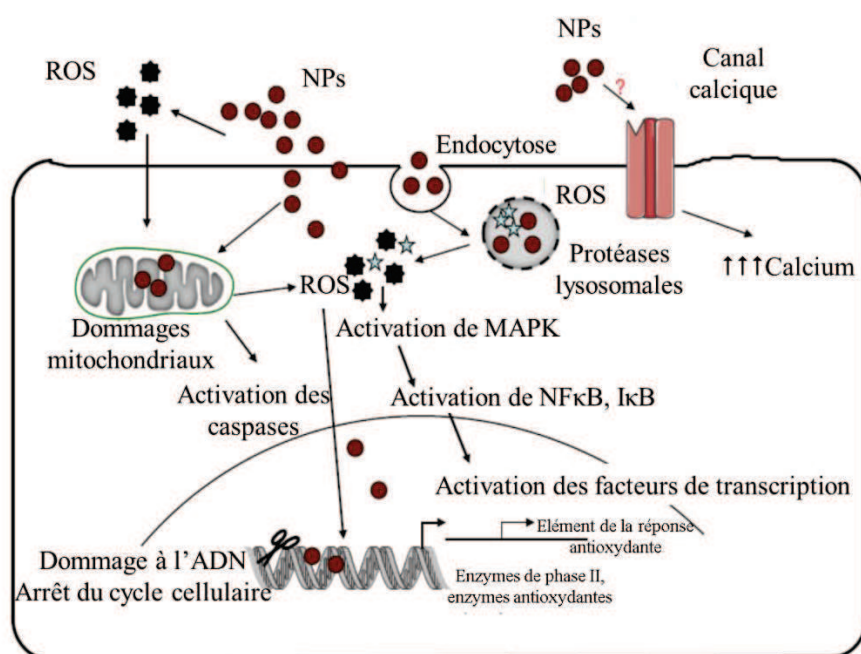 NPs
ROS
NPs
Canal
calcique
?
Endocytose
ROS
Protéases
lysosomales
↑↑↑Calcium
ROS
Dommages
mitochondriaux
Activation de MAPK
Activation des
caspases
Activation de NFκB, IκB
Activation des facteurs de transcription
Elément de la réponse
antioxydante
Dommage à l’ADN
Arrêt du cycle cellulaire
Enzymes de phase II,
enzymes antioxydantes